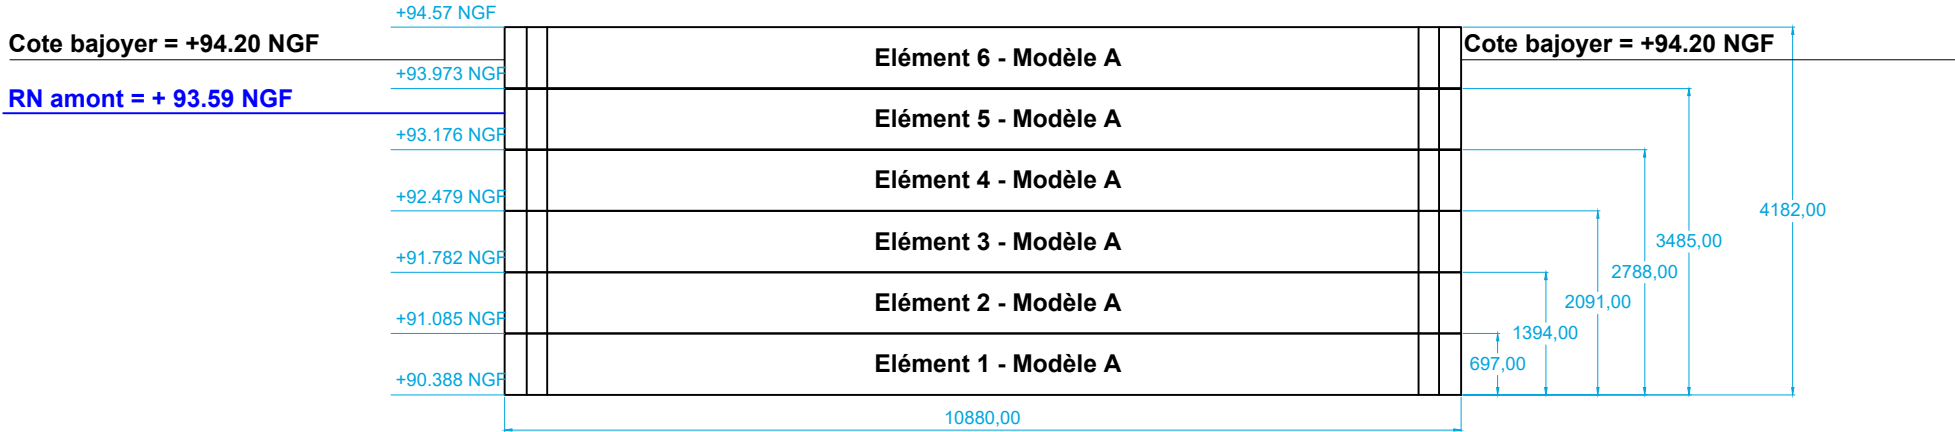 +94.57 NGF
Cote bajoyer = +94.20 NGF
Elément 6 - Modèle A
Cote bajoyer = +94.20 NGF
+93.973 NGF
RN amont = + 93.59 NGF
Elément 5 - Modèle A
+93.176 NGF
Elément 4 - Modèle A
+92.479 NGF
4182,00
Elément 3 - Modèle A
3485,00
+91.782 NGF
2788,00
Elément 2 - Modèle A
2091,00
+91.085 NGF
1394,00
Elément 1 - Modèle A
697,00
+90.388 NGF
10880,00